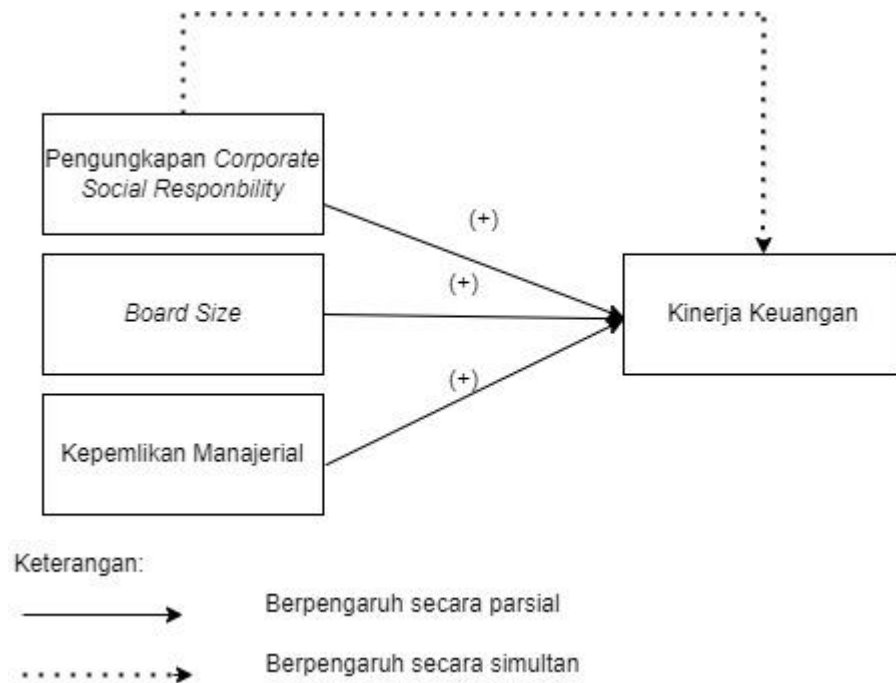 Pengungkapan Corporate
Social Responbility
(+)
(+)
Board Size
Kinerja Keuangan
(+)
Kepemlikan Manajerial
Keterangan:
Berpengaruh secara parsial
Berpengaruh secara simultan